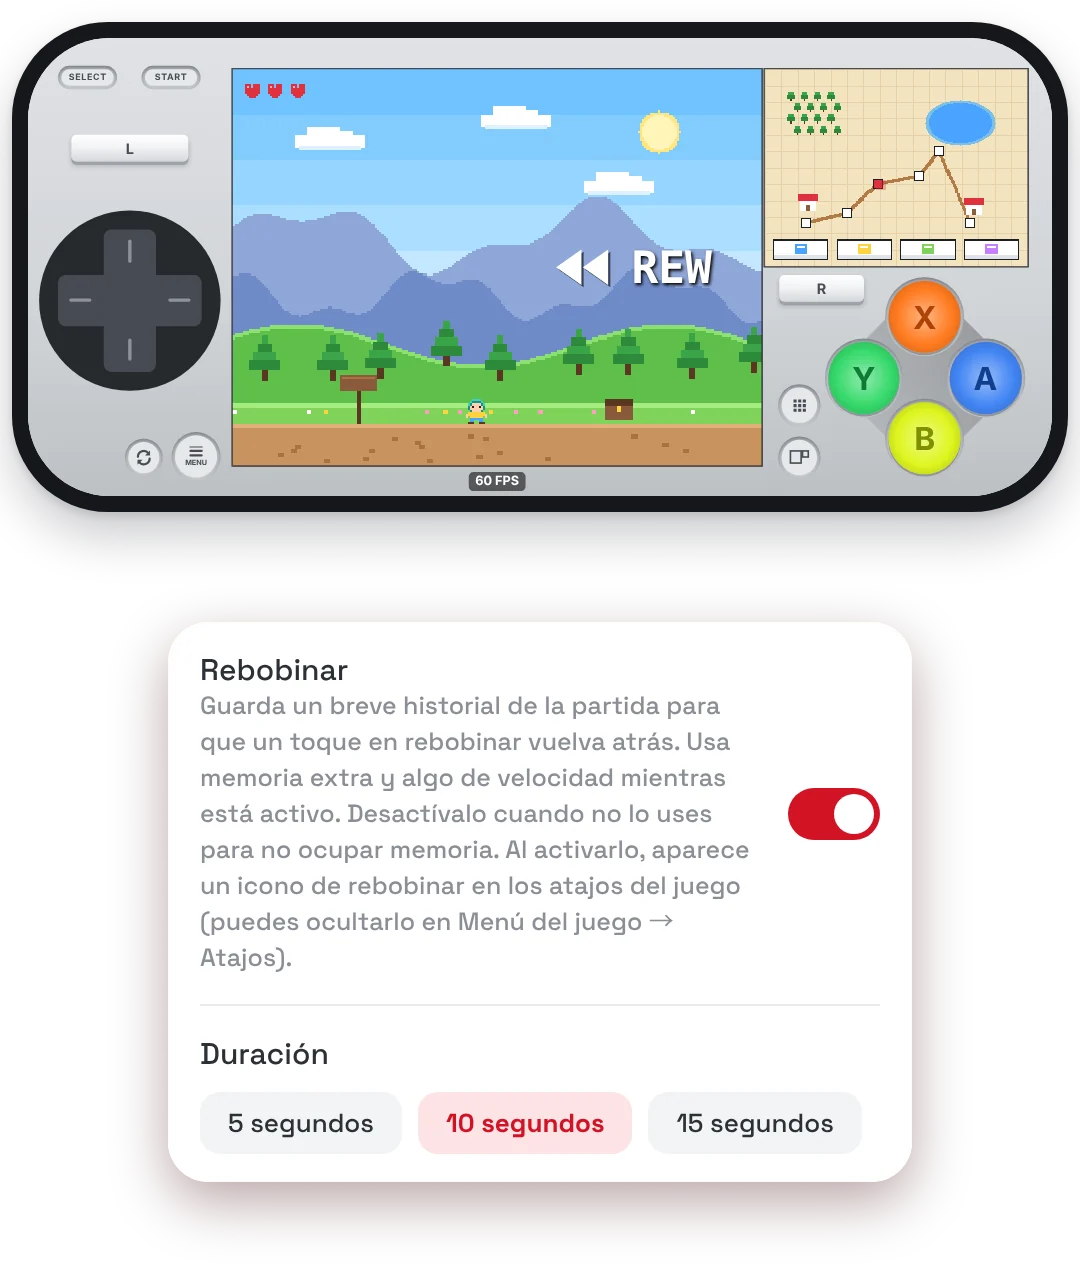 SELECT
START
L
REW
R
X
Y
A
B
MENU
60 FPS
Rebobinar
Guarda un breve historial de la partida para
que un toque en rebobinar vuelva atrás. Usa
memoria extra y algo de velocidad mientras
está activo. Desactívalo cuando no lo uses
para no ocupar memoria. Al activarlo, aparece
un icono de rebobinar en los atajos del juego
(puedes ocultarlo en Menú del juego →
Atajos).
Duración
5 segundos
10 segundos
15 segundos